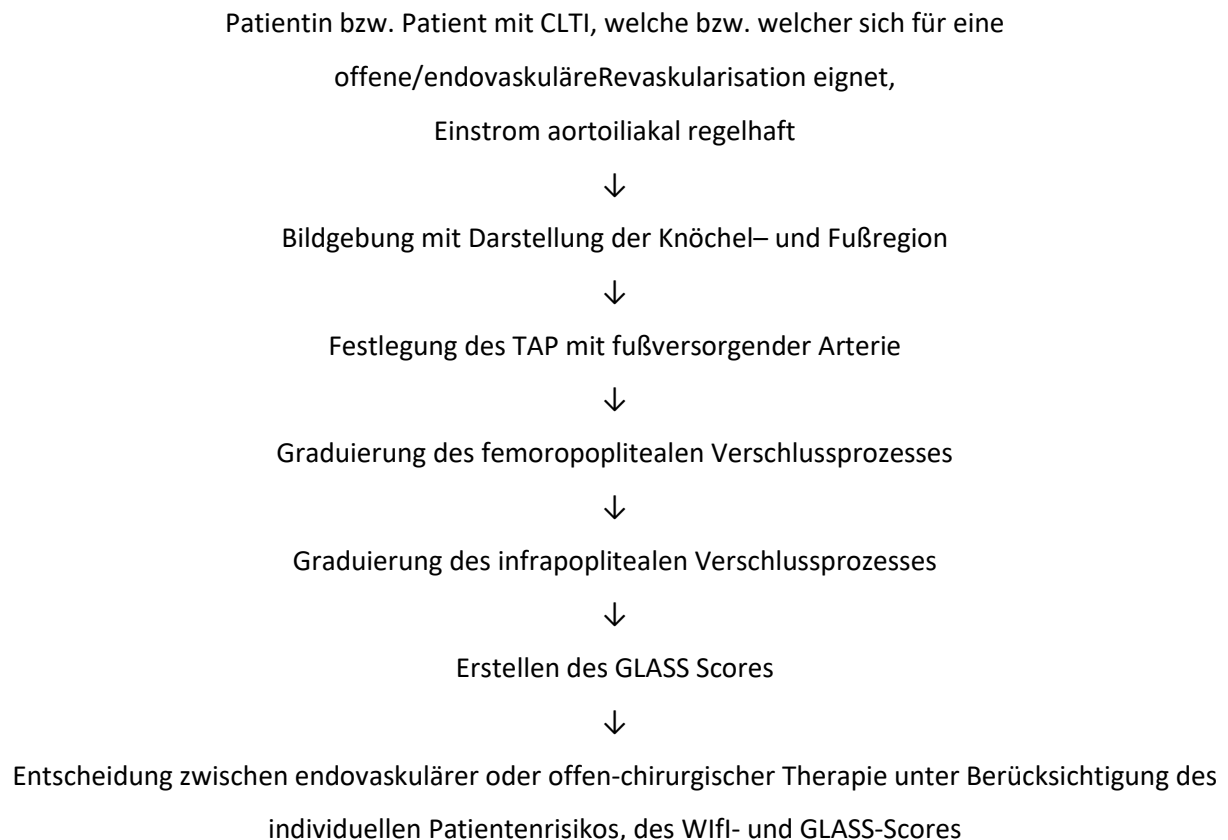 Patientin bzw. Patient mit CLTI, welche bzw. welcher sich für eine
offene/endovaskuläreRevaskularisation eignet,
Einstrom aortoiliakal regelhaft
↓
Bildgebung mit Darstellung der Knöchel– und Fußregion
↓
Festlegung des TAP mit fußversorgender Arterie
↓
Graduierung des femoropoplitealen Verschlussprozesses
↓
Graduierung des infrapoplitealen Verschlussprozesses
↓
Erstellen des GLASS Scores
↓
Entscheidung zwischen endovaskulärer oder offen-chirurgischer Therapie unter Berücksichtigung des
individuellen Patientenrisikos, des WIfI- und GLASS-Scores